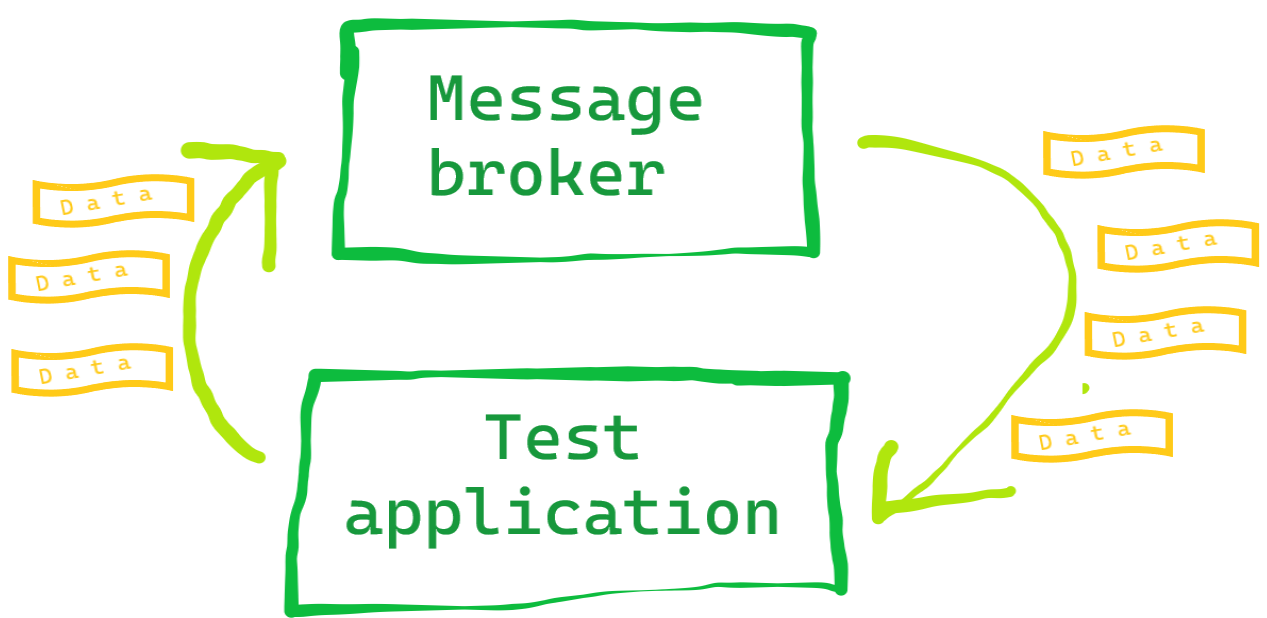 Message
broker
Data
Data
Data
Data
Data
Data
Data
Test
application